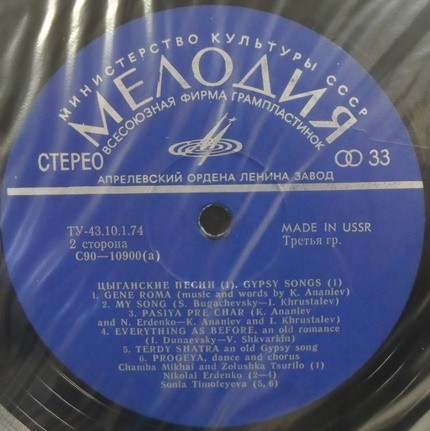 МИНИСТЕРСТВО КУЛЬТУРЫ СССР
МЕЛОДИЯ
ВСЕСОЮЗНАЯ ФИРМА ГРАМПЛАСТИНОК
СТЕРЕО 33
АПРЕЛЕВСКИЙ ОРДЕНА ЛЕНИНА ЗАВОД
ТУ-43.10.1.74 MADE IN USSR
2 сторона Третья гр.
С90—10900(а)
ЦЫГАНСКИЕ ПЕСНИ (1). GYPSY SONGS (1)
1. GENE ROMA (music and words by K. Ananiev)
2. MY SONG (S. Bugachevsky—I. Khrustalev)
3. PASIYA PRE CHAR (K. Ananiev
and N. Erdenko—K. Ananiev and I. Khrustalev)
4. EVERYTHING AS BEFORE, an old romance
(I. Dunaevsky—V. Shkvarkin)
5. TERDY SHATRA an old Gypsy song
6. PROGEYA, dance and chorus
Chamba Mikhai and Zolushka Tsurilo (1)
Nikolai Erdenko (2—4)
Sonia Timofeyeva (5, 6)